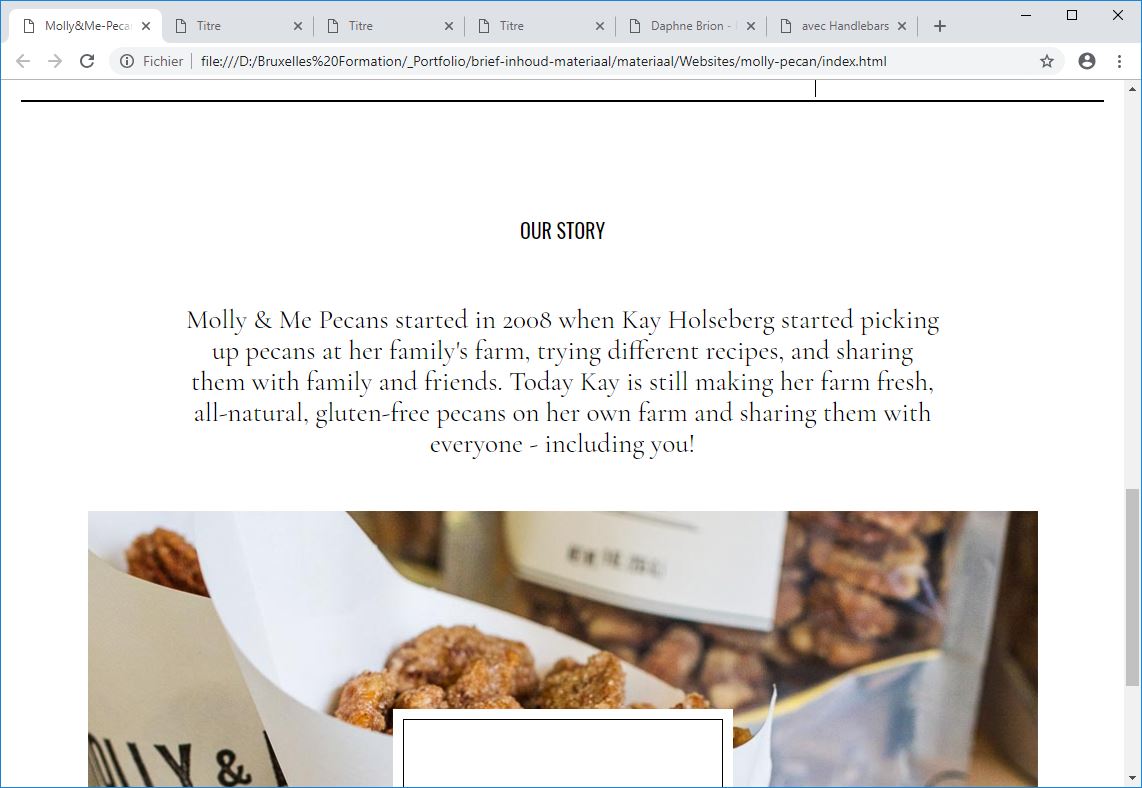 Molly&Me-Peca
Titre
Titre
Titre
Daphne Brion -
avec Handlebars
Fichier
file:///D:/Bruxelles%20Formation/_Portfolio/brief-inhoud-materiaal/materiaal/Websites/molly-pecan/index.html
OUR STORY
Molly & Me Pecans started in 2008 when Kay Holseberg started picking
up pecans at her family's farm, trying different recipes, and sharing
them with family and friends. Today Kay is still making her farm fresh,
all-natural, gluten-free pecans on her own farm and sharing them with
everyone - including you!
OLLY &